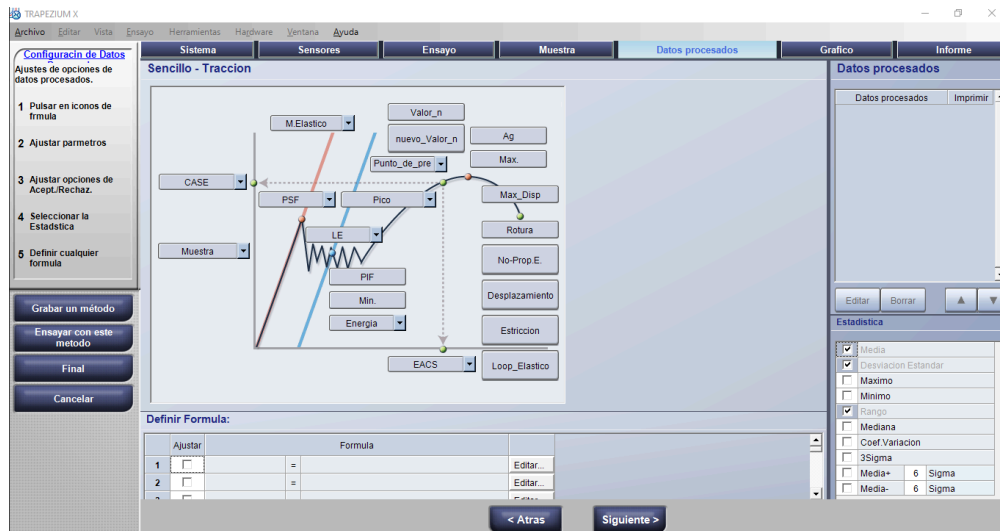 TRAPEZIUM X
Archivo Editar Vista Ensayo Herramientas Hardware Ventana Ayuda
Sistema Sensores Ensayo Muestra Datos procesados Grafico Informe
Configuracin de Datos
Ajustes de opciones de
datos procesados.
1 Pulsar en iconos de
frmula
2 Ajustar parmetros
3 Ajustar opciones de
Acept./Rechaz.
4 Seleccionar la
Estadstica
5 Definir cualquier
formula
Grabar un método
Ensayar con este
metodo
Final
Cancelar
Sencillo - Traccion
Valor_n
M.Elastico
nuevo_Valor_n
Ag
Punto_de_pre
Max.
CASE
PSF
Pico
Max_Disp
LE
Rotura
Muestra
No-Prop.E.
PIF
Min.
Desplazamiento
Energia
Estriccion
EACS
Loop_Elastico
Definir Formula:
Ajustar Formula
1 = Editar...
2 = Editar...
Datos procesados
Datos procesados Imprimir
Editar Borrar
Estadistica
Media
Desviacion Estandar
Maximo
Minimo
Rango
Mediana
Coef.Variacion
3Sigma
Media+ 6 Sigma
Media- 6 Sigma
< Atras Siguiente >